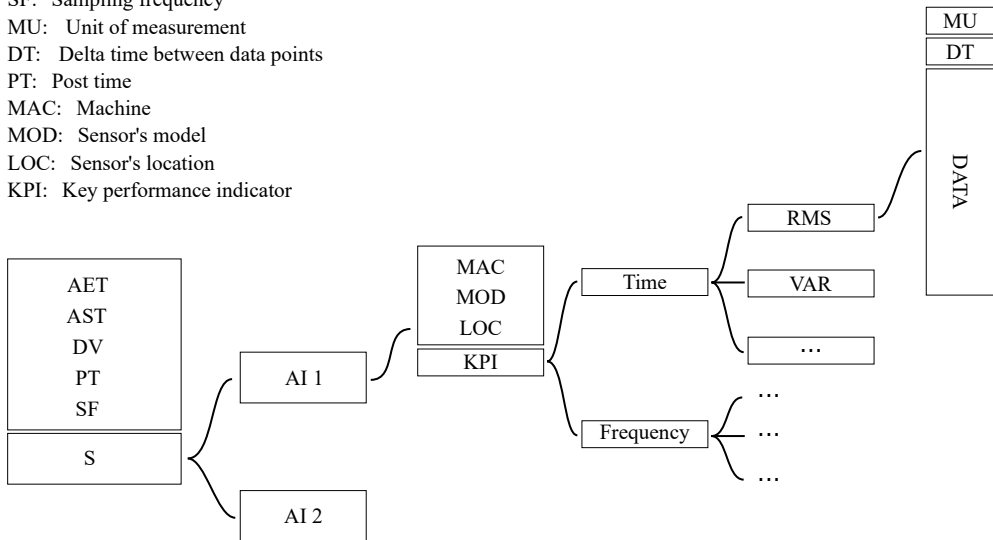 SF: Sampling frequency
MU: Unit of measurement
DT: Delta time between data points
PT: Post time
MAC: Machine
MOD: Sensor's model
LOC: Sensor's location
KPI: Key performance indicator
AET
AST
DV
PT
SF
S
AI 1
AI 2
MAC
MOD
LOC
KPI
Time
Frequency
RMS
VAR
...
...
...
...
MU
DT
DATA